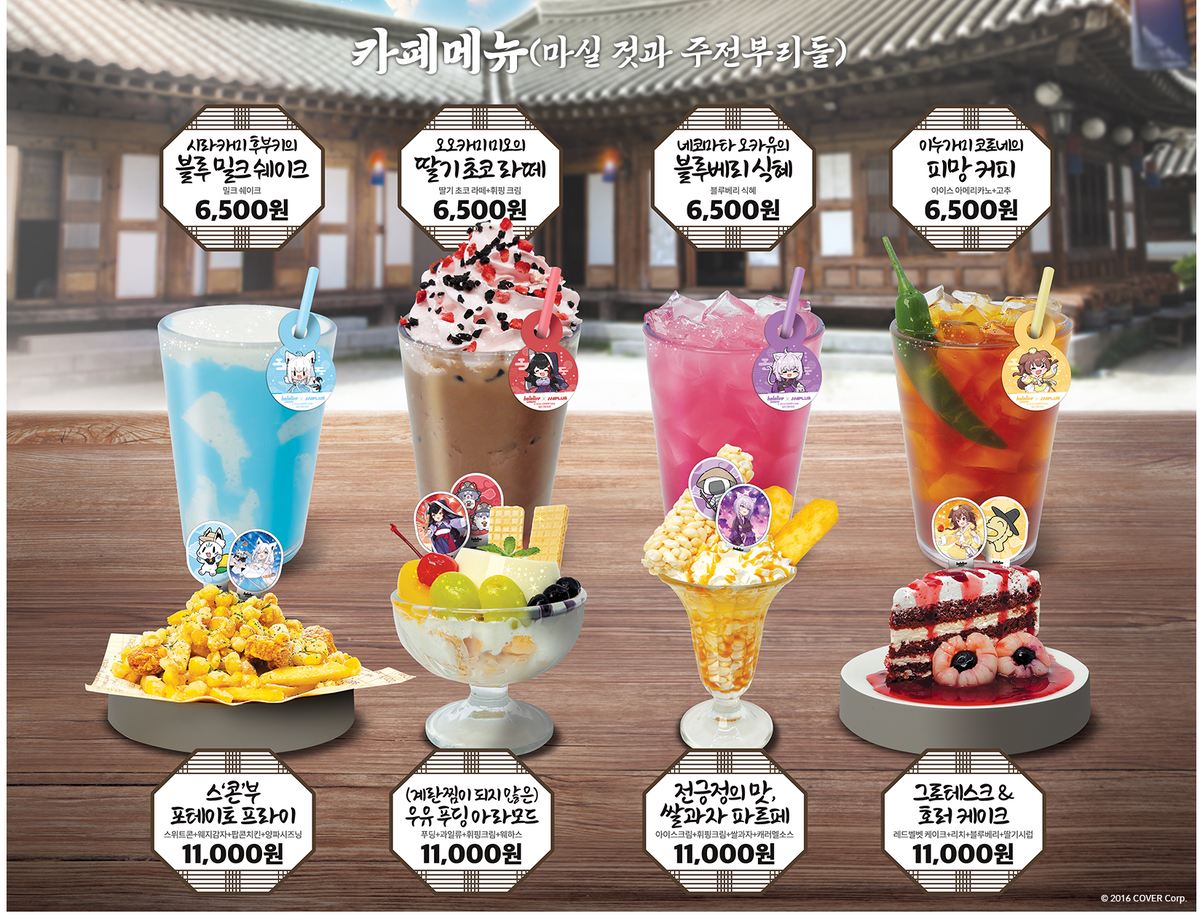 카페메뉴(마실 것과 주전부리들)
시라카미 후부키의
블루 밀크 쉐이크
밀크 쉐이크
6,500원
오오카미 미오의
딸기 초코 라떼
딸기 초코 라떼+휘핑 크림
6,500원
네코마타 오카유의
블루베리 식혜
블루베리 식혜
6,500원
이누가미 코로네의
피망 커피
아이스 아메리카노+고추
6,500원
스'콘'부
포테이토 프라이
스위트콘+웨지감자+팝콘치킨+양파시즈닝
11,000원
(계란찜이 되지 않은)
우유 푸딩 아라모드
푸딩+과일류+휘핑크림+웨하스
11,000원
전긍정의 맛,
쌀과자 파르페
아이스크림+휘핑크림+쌀과자+캐러멜소스
11,000원
그로테스크 &
호러 케이크
레드벨벳 케이크+리치+블루베리+딸기시럽
11,000원
© 2016 COVER Corp.